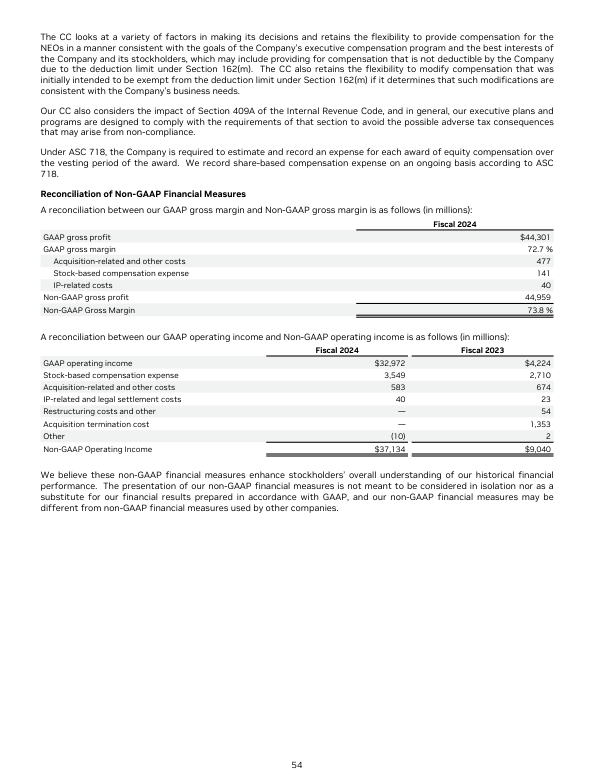 The CC looks at a variety of factors in making its decisions and retains the flexibility to provide compensation for the
NEOs in a manner consistent with the goals of the Company's executive compensation program and the best interests of
the Company and its stockholders, which may include providing for compensation that is not deductible by the Company
due to the deduction limit under Section 162(m). The CC also retains the flexibility to modify compensation that was
initially intended to be exempt from the deduction limit under Section 162(m) if it determines that such modifications are
consistent with the Company's business needs.
Our CC also considers the impact of Section 409A of the Internal Revenue Code, and in general, our executive plans and
programs are designed to comply with the requirements of that section to avoid the possible adverse tax consequences
that may arise from non-compliance.
Under ASC 718, the Company is required to estimate and record an expense for each award of equity compensation over
the vesting period of the award. We record share-based compensation expense on an ongoing basis according to ASC
718.
Reconciliation of Non-GAAP Financial Measures
A reconciliation between our GAAP gross margin and Non-GAAP gross margin is as follows (in millions):
Fiscal 2024
GAAP gross profit $44,301
GAAP gross margin 72.7 %
Acquisition-related and other costs 477
Stock-based compensation expense 141
IP-related costs 40
Non-GAAP gross profit 44,959
Non-GAAP Gross Margin 73.8 %
A reconciliation between our GAAP operating income and Non-GAAP operating income is as follows (in millions):
Fiscal 2024 Fiscal 2023
GAAP operating income $32,972 $4,224
Stock-based compensation expense 3,549 2,710
Acquisition-related and other costs 583 674
IP-related and legal settlement costs 40 23
Restructuring costs and other — 54
Acquisition termination cost — 1,353
Other (10) 2
Non-GAAP Operating Income $37,134 $9,040
We believe these non-GAAP financial measures enhance stockholders' overall understanding of our historical financial
performance. The presentation of our non-GAAP financial measures is not meant to be considered in isolation nor as a
substitute for our financial results prepared in accordance with GAAP, and our non-GAAP financial measures may be
different from non-GAAP financial measures used by other companies.
54